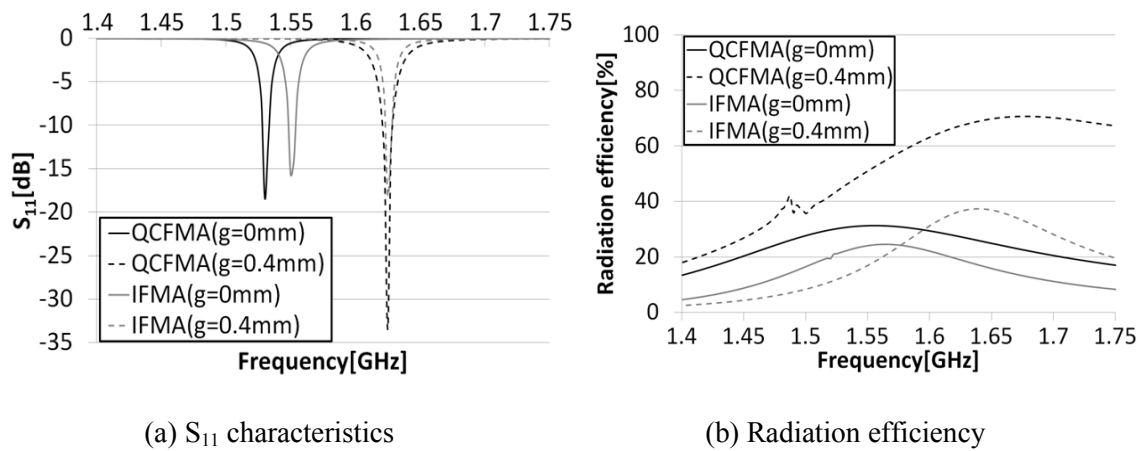 1.4 1.45 1.5 1.55 1.6 1.65 1.7 1.75
0
-5
-10
-15
-20
-25
-30
-35
S₁₁[dB]
QCFMA(g=0mm)
QCFMA(g=0.4mm)
IFMA(g=0mm)
IFMA(g=0.4mm)
Frequency[GHz]
(a) S₁₁ characteristics
100
80
60
40
20
0
Radiation efficiency[%]
QCFMA(g=0mm)
QCFMA(g=0.4mm)
IFMA(g=0mm)
IFMA(g=0.4mm)
1.4 1.45 1.5 1.55 1.6 1.65 1.7 1.75
Frequency[GHz]
(b) Radiation efficiency